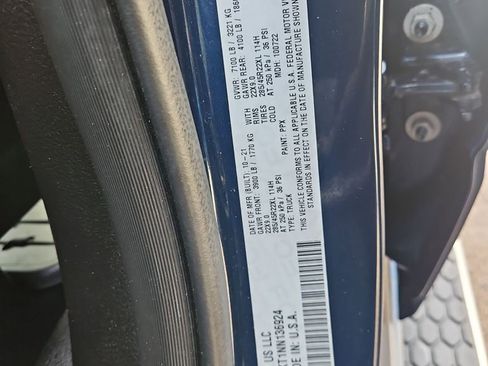 US LLC
DATE OF MFR (BUILT): 10-21
GVWR: 7100 LB / 3221 KG
GAWR FRONT: 3900 LB / 1770 KG
GAWR REAR: 4100 LB /
WITH
22X9.0
RIMS
22X9.0
285/45R22XL 114H
TIRES
285/45R22XL 114H
AT 250 kPa / 36 PSI
COLD
AT 250 kPa / 36 PSI
TYPE: TRUCK
MDH: 100722
PAINT: PPX
THIS VEHICLE CONFORMS TO ALL APPLICABLE U.S.A. FEDERAL MOTOR
STANDARDS IN EFFECT ON THE DATE OF MANUFACTURE SHOWN
1NN136924
IN U.S.A.